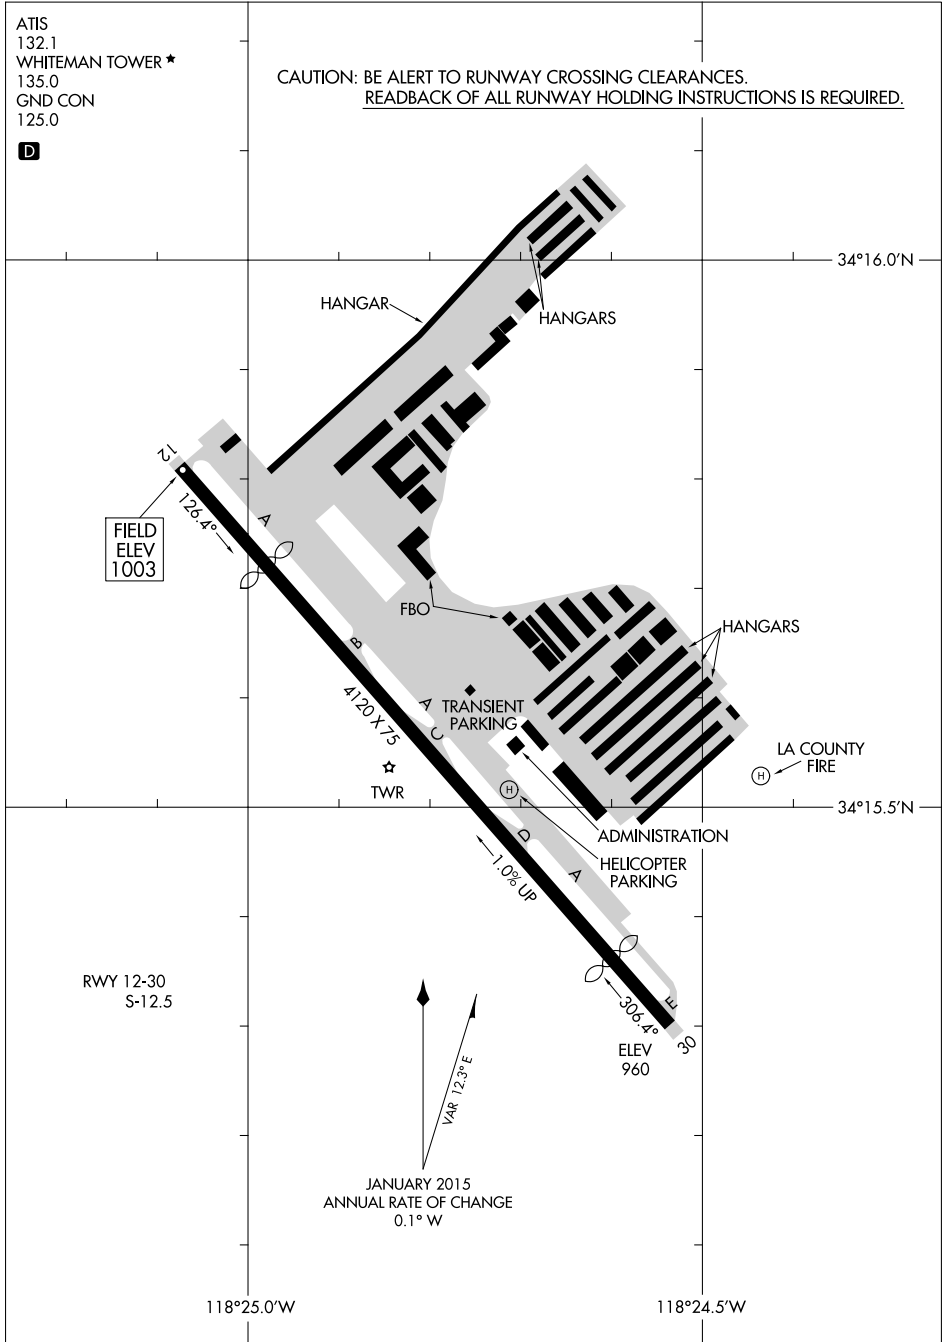 ATIS
132.1
WHITEMAN TOWER ★
135.0
GND CON
125.0
D
CAUTION: BE ALERT TO RUNWAY CROSSING CLEARANCES.
READBACK OF ALL RUNWAY HOLDING INSTRUCTIONS IS REQUIRED.
34°16.0'N
HANGAR
HANGARS
12
126.4°
A
FIELD
ELEV
1003
FBO
HANGARS
B
4120 X 75
A
C
TRANSIENT
PARKING
TWR
H
H
LA COUNTY
FIRE
34°15.5'N
ADMINISTRATION
D
HELICOPTER
PARKING
A
1.0% UP
RWY 12-30
S-12.5
306.4°
E
30
ELEV
960
VAR 12.3° E
JANUARY 2015
ANNUAL RATE OF CHANGE
0.1° W
118°25.0'W
118°24.5'W